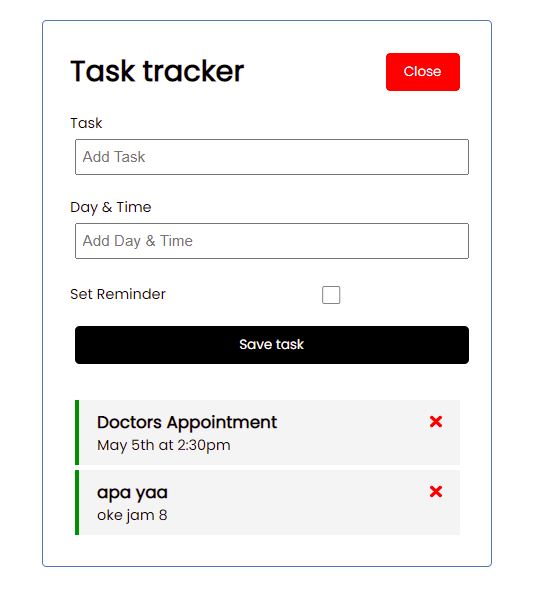 Task tracker
Close
Task
Add Task
Day & Time
Add Day & Time
Set Reminder
Save task
Doctors Appointment
May 5th at 2:30pm
apa yaa
oke jam 8